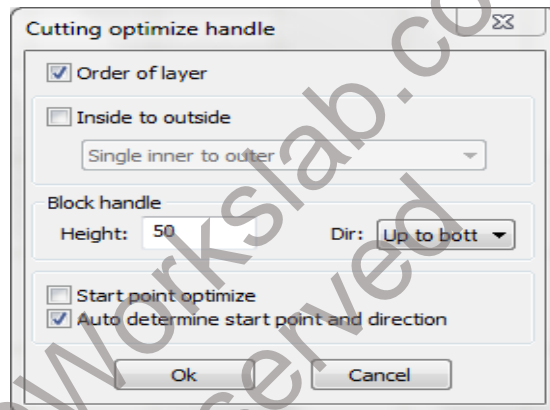 Cutting optimize handle
Order of layer
Inside to outside
Single inner to outer
Block handle
Height: 50 Dir: Up to bott
Start point optimize
Auto determine start point and direction
Ok Cancel